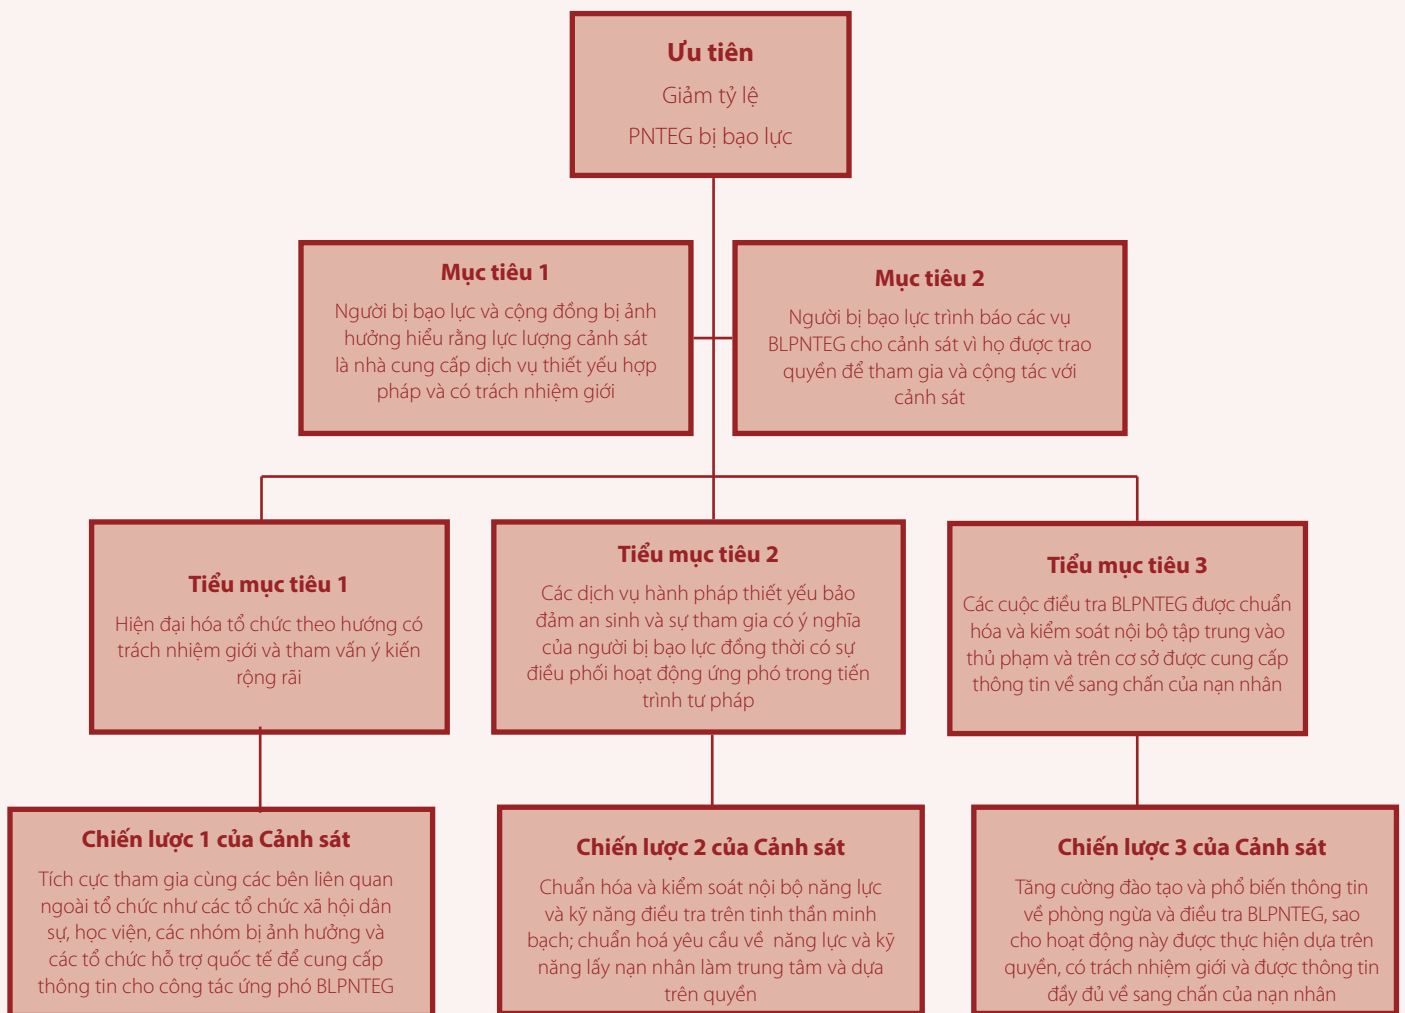 Ưu tiên
Giảm tỷ lệ
PNTEG bị bạo lực
Mục tiêu 1
Người bị bạo lực và cộng đồng bị ảnh
hưởng hiểu rằng lực lượng cảnh sát
là nhà cung cấp dịch vụ thiết yếu hợp
pháp và có trách nhiệm giới
Mục tiêu 2
Người bị bạo lực trình báo các vụ
BLPNTEG cho cảnh sát vì họ được trao
quyền để tham gia và cộng tác với
cảnh sát
Tiểu mục tiêu 1
Hiện đại hóa tổ chức theo hướng có
trách nhiệm giới và tham vấn ý kiến
rộng rãi
Tiểu mục tiêu 2
Các dịch vụ hành pháp thiết yếu bảo
đảm an sinh và sự tham gia có ý nghĩa
của người bị bạo lực đồng thời có sự
điều phối hoạt động ứng phó trong tiến
trình tư pháp
Tiểu mục tiêu 3
Các cuộc điều tra BLPNTEG được chuẩn
hóa và kiểm soát nội bộ tập trung vào
thủ phạm và trên cơ sở được cung cấp
thông tin về sang chấn của nạn nhân
Chiến lược 1 của Cảnh sát
Tích cực tham gia cùng các bên liên quan
ngoài tổ chức như các tổ chức xã hội dân
sự, học viện, các nhóm bị ảnh hưởng và
các tổ chức hỗ trợ quốc tế để cung cấp
thông tin cho công tác ứng phó BLPNTEG
Chiến lược 2 của Cảnh sát
Chuẩn hóa và kiểm soát nội bộ năng lực
và kỹ năng điều tra trên tinh thần minh
bạch; chuẩn hoá yêu cầu về năng lực và kỹ
năng lấy nạn nhân làm trung tâm và dựa
trên quyền
Chiến lược 3 của Cảnh sát
Tăng cường đào tạo và phổ biến thông tin
về phòng ngừa và điều tra BLPNTEG, sao
cho hoạt động này được thực hiện dựa trên
quyền, có trách nhiệm giới và được thông tin
đầy đủ về sang chấn của nạn nhân